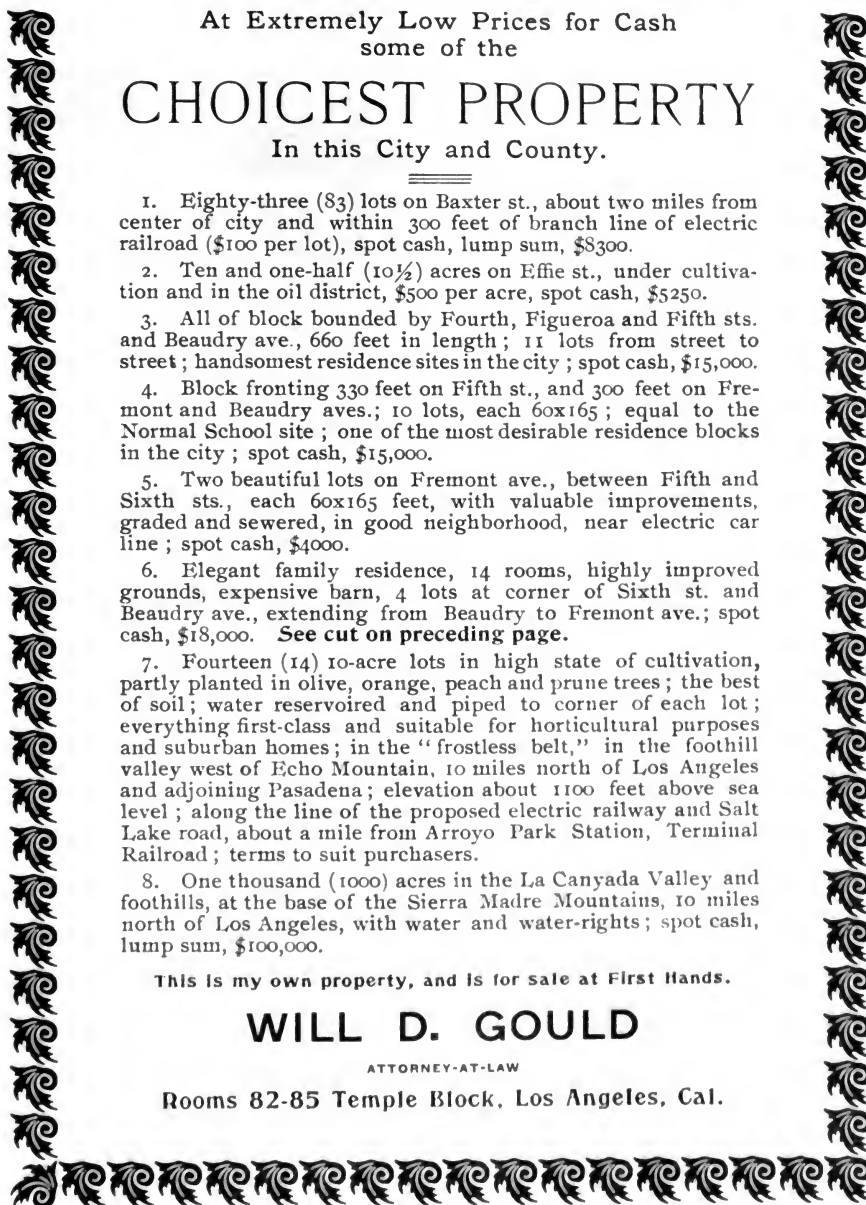 At Extremely Low Prices for Cash
some of the
CHOICEST PROPERTY
In this City and County.
1. Eighty-three (83) lots on Baxter st., about two miles from
center of city and within 300 feet of branch line of electric
railroad ($100 per lot), spot cash, lump sum, $8300.
2. Ten and one-half (10½) acres on Effie st., under cultiva-
tion and in the oil district, $500 per acre, spot cash, $5250.
3. All of block bounded by Fourth, Figueroa and Fifth sts.
and Beaudry ave., 660 feet in length; 11 lots from street to
street; handsomest residence sites in the city; spot cash, $15,000.
4. Block fronting 330 feet on Fifth st., and 300 feet on Fre-
mont and Beaudry aves.; 10 lots, each 60x165; equal to the
Normal School site; one of the most desirable residence blocks
in the city; spot cash, $15,000.
5. Two beautiful lots on Fremont ave., between Fifth and
Sixth sts., each 60x165 feet, with valuable improvements,
graded and sewered, in good neighborhood, near electric car
line; spot cash, $4000.
6. Elegant family residence, 14 rooms, highly improved
grounds, expensive barn, 4 lots at corner of Sixth st. and
Beaudry ave., extending from Beaudry to Fremont ave.; spot
cash, $18,000. See cut on preceding page.
7. Fourteen (14) 10-acre lots in high state of cultivation,
partly planted in olive, orange, peach and prune trees; the best
of soil; water reservoired and piped to corner of each lot;
everything first-class and suitable for horticultural purposes
and suburban homes; in the "frostless belt," in the foothill
valley west of Echo Mountain, 10 miles north of Los Angeles
and adjoining Pasadena; elevation about 1100 feet above sea
level; along the line of the proposed electric railway and Salt
Lake road, about a mile from Arroyo Park Station, Terminal
Railroad; terms to suit purchasers.
8. One thousand (1000) acres in the La Canyada Valley and
foothills, at the base of the Sierra Madre Mountains, 10 miles
north of Los Angeles, with water and water-rights; spot cash,
lump sum, $100,000.
This is my own property, and is for sale at First Hands.
WILL D. GOULD
ATTORNEY-AT-LAW
Rooms 82-85 Temple Block, Los Angeles, Cal.